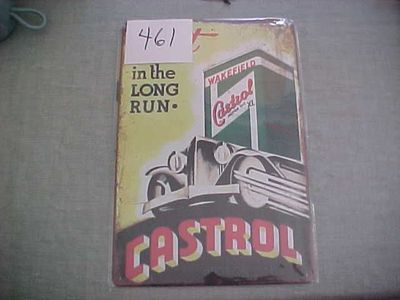 461
in the
LONG
RUN•
WAKEFIELD
Castrol
XL
CASTROL